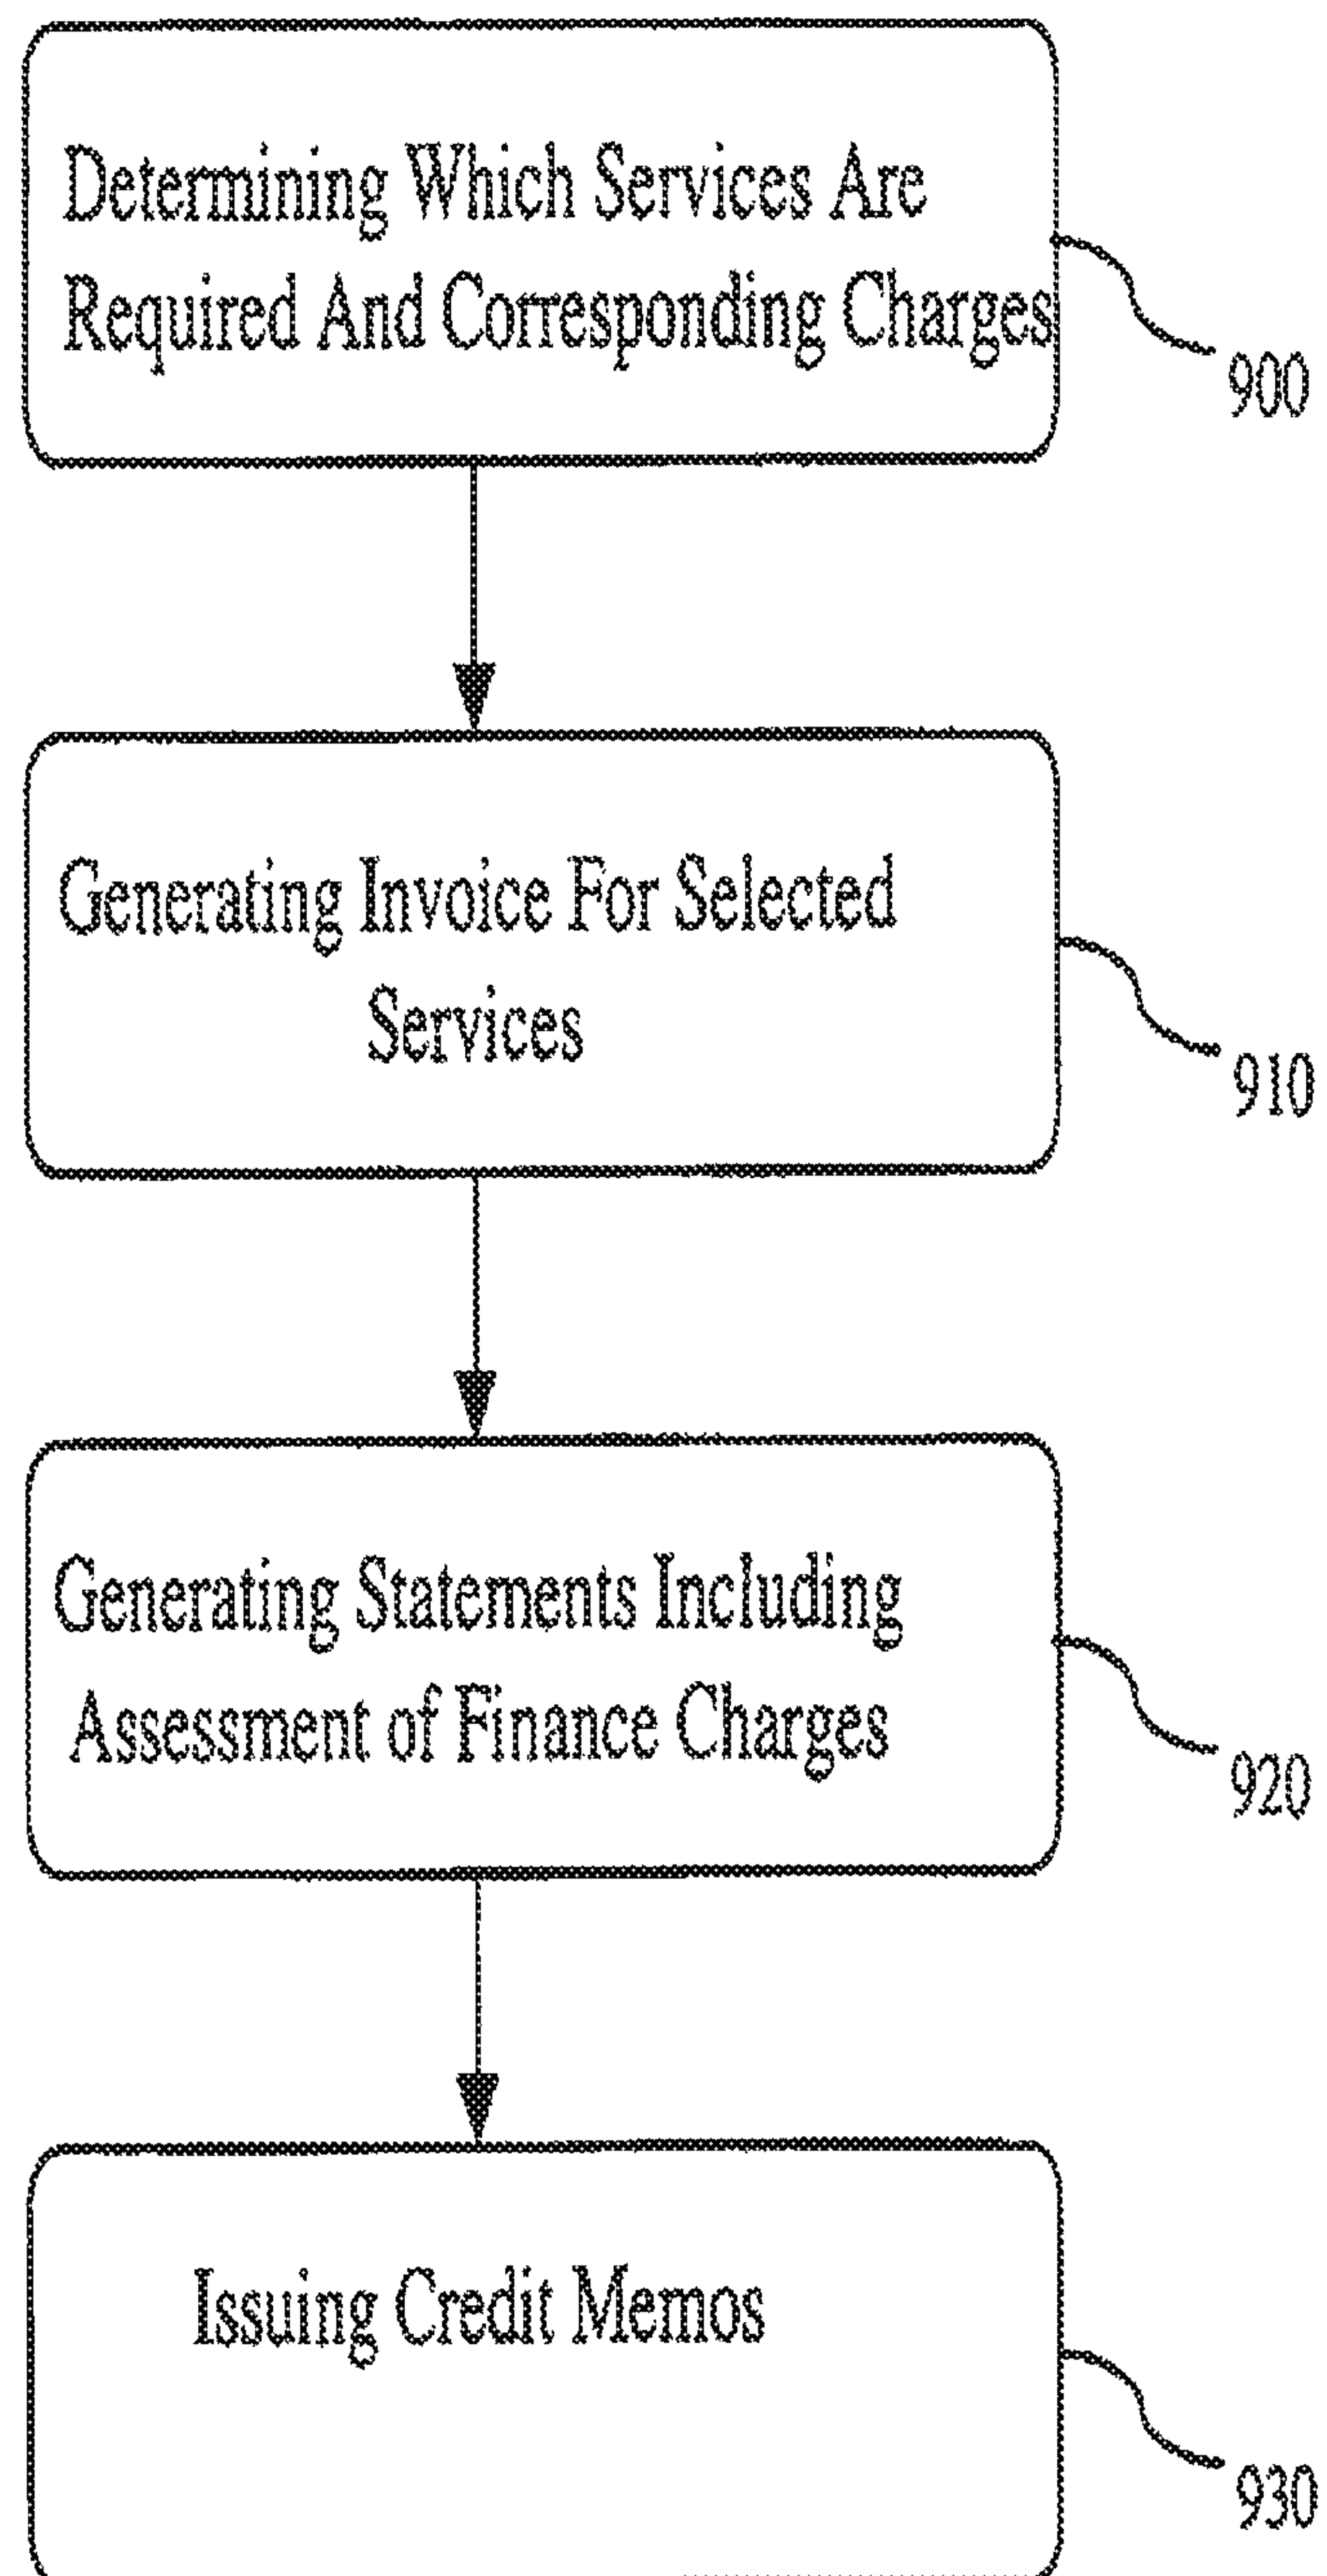 Determining Which Services Are
Required And Corresponding Charges
900
Generating Invoice For Selected
Services
910
Generating Statements Including
Assessment of Finance Charges
920
Issuing Credit Memos
930